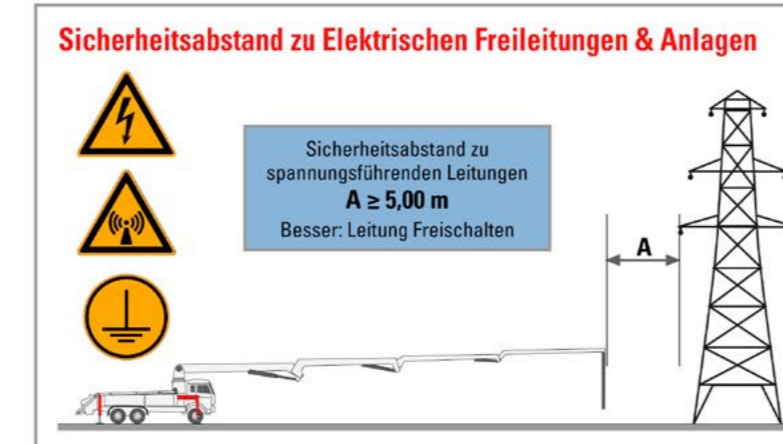 Sicherheitsabstand zu Elektrischen Freileitungen & Anlagen
Sicherheitsabstand zu
spannungsführenden Leitungen
A ≥ 5,00 m
Besser: Leitung Freischalten
A